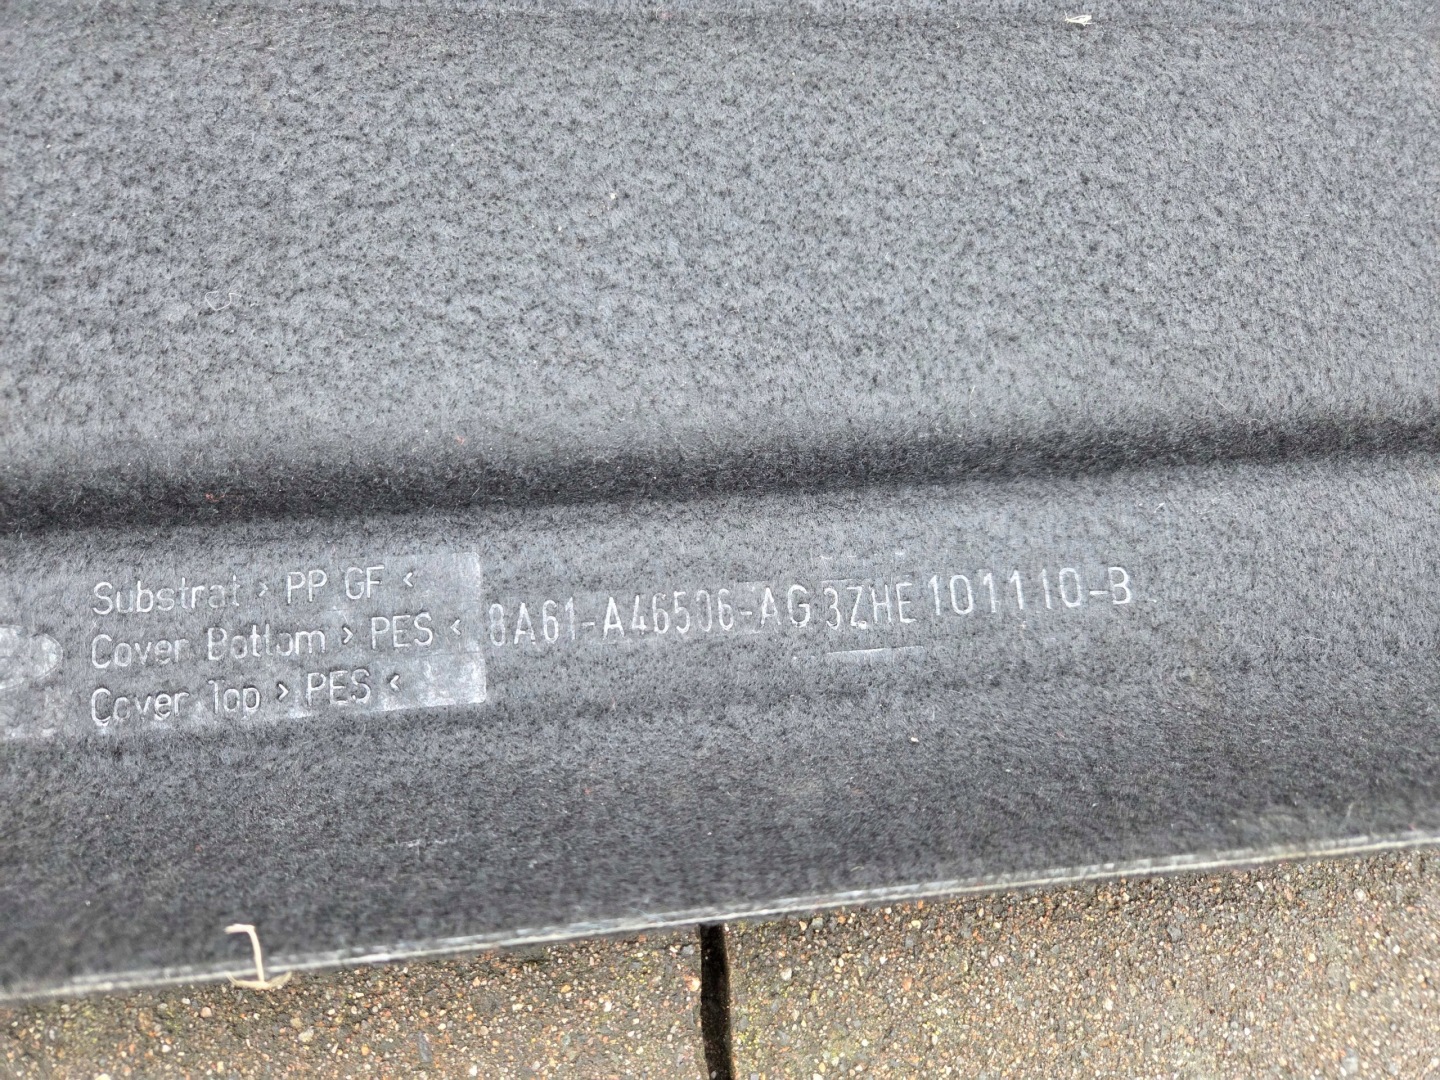 Substrat > PP GF <
Cover Bottom > PES <
Cover Top > PES <
8A61-A46506-AG 3ZHE 101110-B